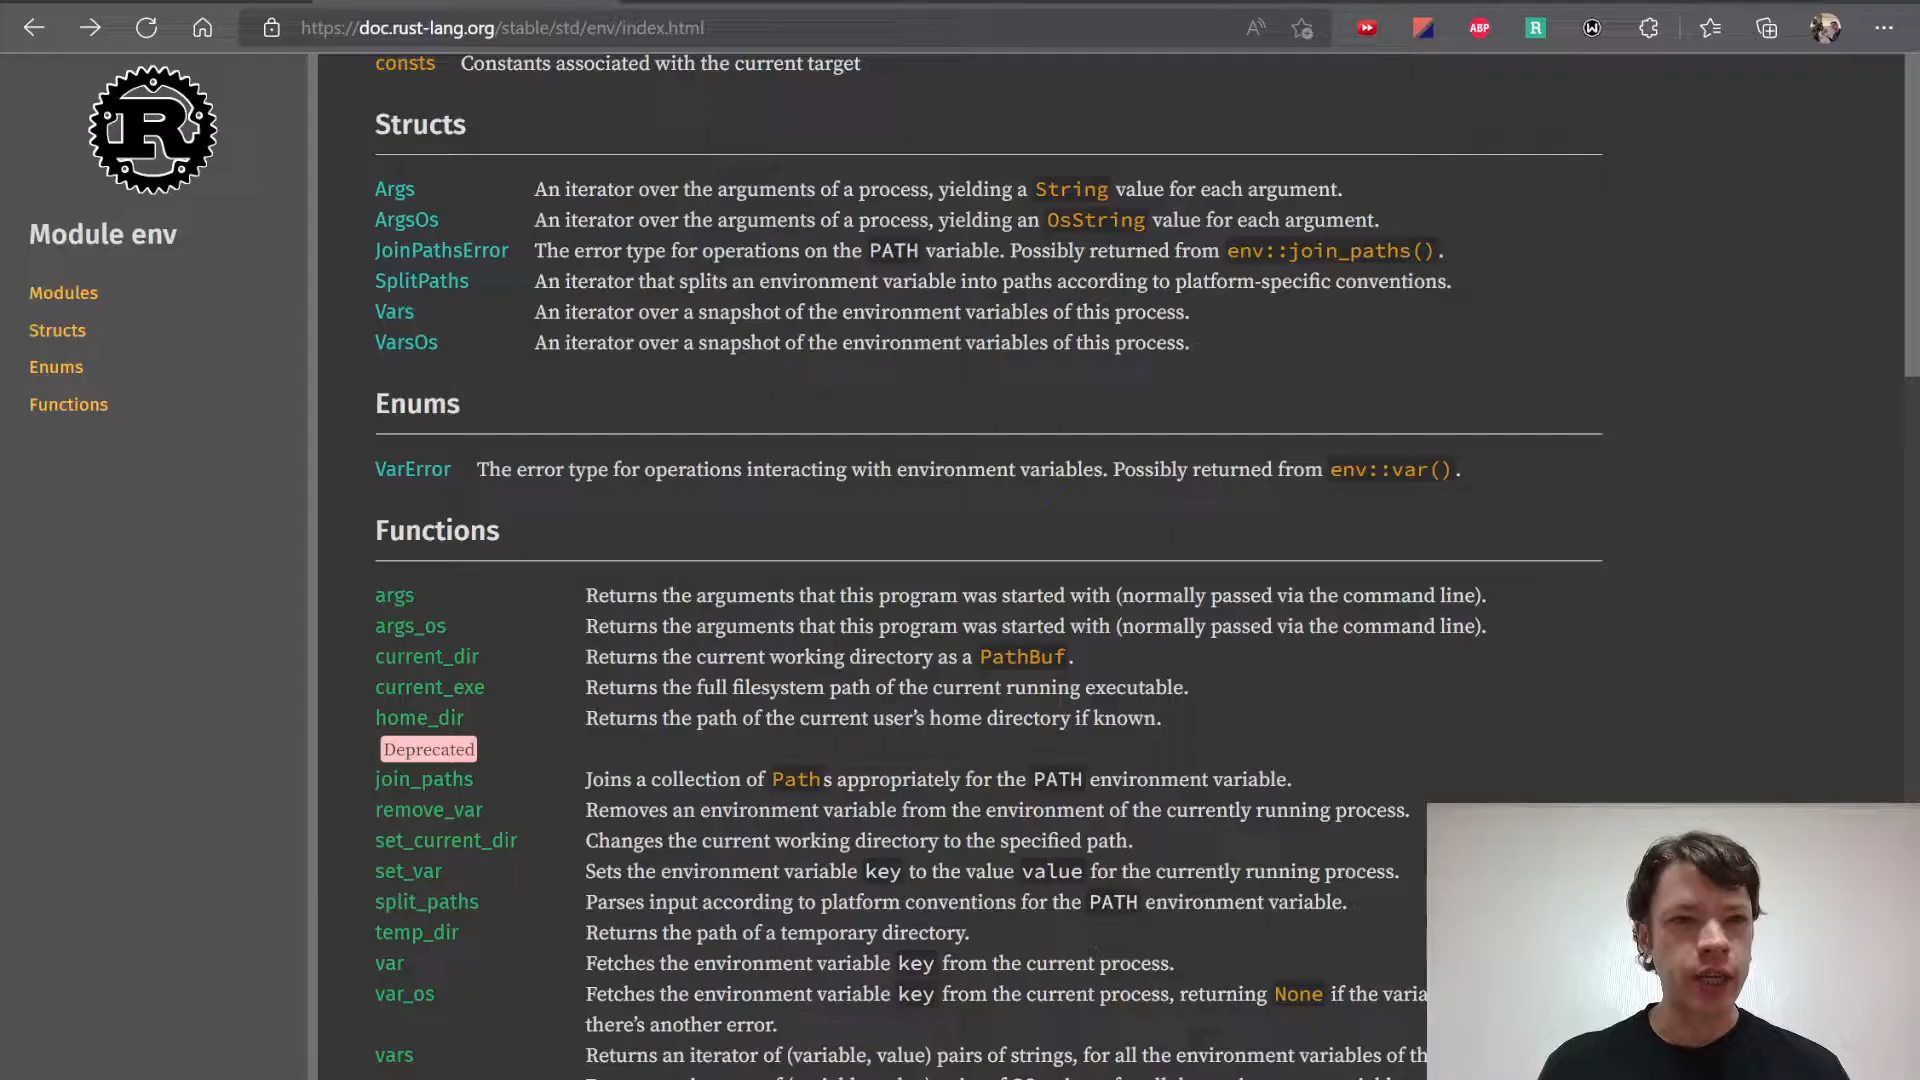 https://doc.rust-lang.org/stable/std/env/index.html
ABP
R
W
consts Constants associated with the current target
R
Structs
Args An iterator over the arguments of a process, yielding a String value for each argument.
ArgsOs An iterator over the arguments of a process, yielding an OsString value for each argument.
Module env
JoinPathsError The error type for operations on the PATH variable. Possibly returned from env::join_paths().
SplitPaths An iterator that splits an environment variable into paths according to platform-specific conventions.
Modules
Vars An iterator over a snapshot of the environment variables of this process.
Structs
VarsOs An iterator over a snapshot of the environment variables of this process.
Enums
Functions
Enums
VarError The error type for operations interacting with environment variables. Possibly returned from env::var().
Functions
args Returns the arguments that this program was started with (normally passed via the command line).
args_os Returns the arguments that this program was started with (normally passed via the command line).
current_dir Returns the current working directory as a PathBuf.
current_exe Returns the full filesystem path of the current running executable.
home_dir Returns the path of the current user’s home directory if known.
Deprecated
join_paths Joins a collection of Paths appropriately for the PATH environment variable.
remove_var Removes an environment variable from the environment of the currently running process.
set_current_dir Changes the current working directory to the specified path.
set_var Sets the environment variable key to the value value for the currently running process.
split_paths Parses input according to platform conventions for the PATH environment variable.
temp_dir Returns the path of a temporary directory.
var Fetches the environment variable key from the current process.
var_os Fetches the environment variable key from the current process, returning None if the varia
there’s another error.
vars Returns an iterator of (variable, value) pairs of strings, for all the environment variables of th